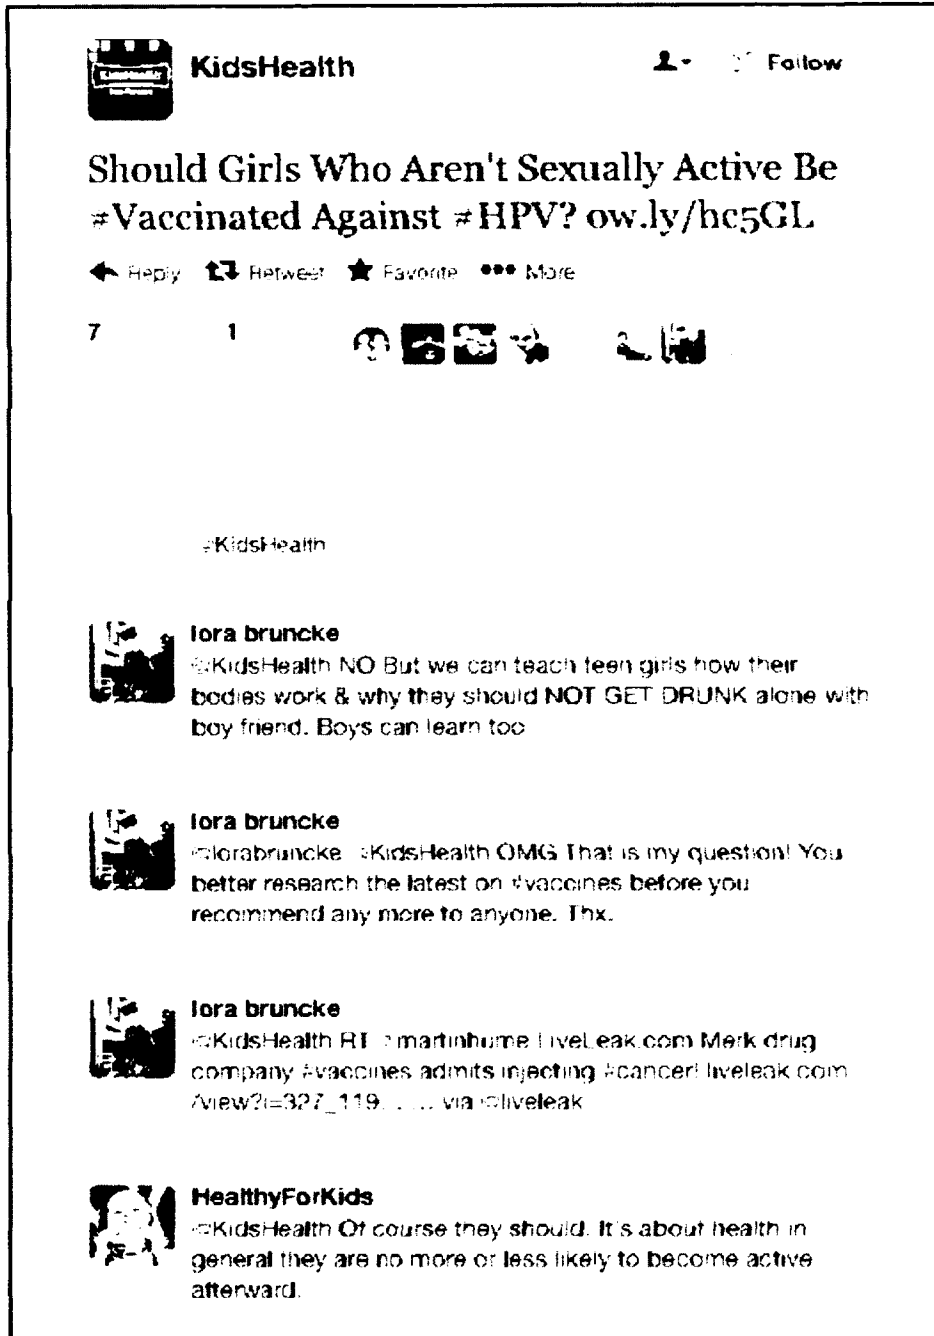 KidsHealth
Follow
Should Girls Who Aren't Sexually Active Be
#Vaccinated Against #HPV? ow.ly/hc5GL
Reply Retweet Favorite More
7 1
@KidsHealth
lora bruncke
@KidsHealth NO But we can teach teen girls how their
bodies work & why they should NOT GET DRUNK alone with
boy friend. Boys can learn too
lora bruncke
@lorabruncke @KidsHealth OMG That is my question! You
better research the latest on #vaccines before you
recommend any more to anyone. Thx.
lora bruncke
@KidsHealth RT @martinhume LiveLeak.com Merk drug
company #vaccines admits injecting #cancer! liveleak.com
/view?i=327_119… … via @liveleak
HealthyForKids
@KidsHealth Of course they should. It's about health in
general they are no more or less likely to become active
afterward.